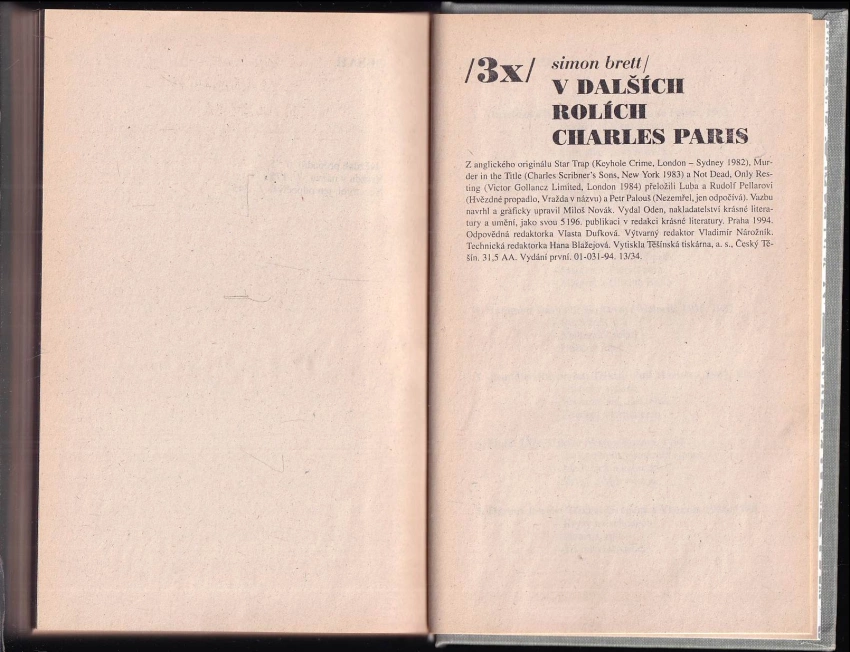 /3x/ simon brett/
V DALŠÍCH
ROLÍCH
CHARLES PARIS
Z anglického originálu Star Trap (Keyhole Crime, London – Sydney 1982), Mur-
der in the Title (Charles Scribner's Sons, New York 1983) a Not Dead, Only Res-
ting (Victor Gollancz Limited, London 1984) přeložili Luba a Rudolf Pellarovi
(Hvězdné propadlo, Vražda v názvu) a Petr Palouš (Nezemřel, jen odpočívá). Vazbu
navrhl a graficky upravil Miloš Novák. Vydal Oden, nakladatelství krásné litera-
tury a umění, jako svou 5196. publikaci v redakci krásné literatury. Praha 1994.
Odpovědná redaktorka Vlasta Dufková. Výtvarný redaktor Vladimír Nárožník.
Technická redaktorka Hana Blažejová. Vytiskla Těšínská tiskárna, a. s., Český Tě-
šín. 31,5 AA. Vydání první. 01-031-94. 13/34.